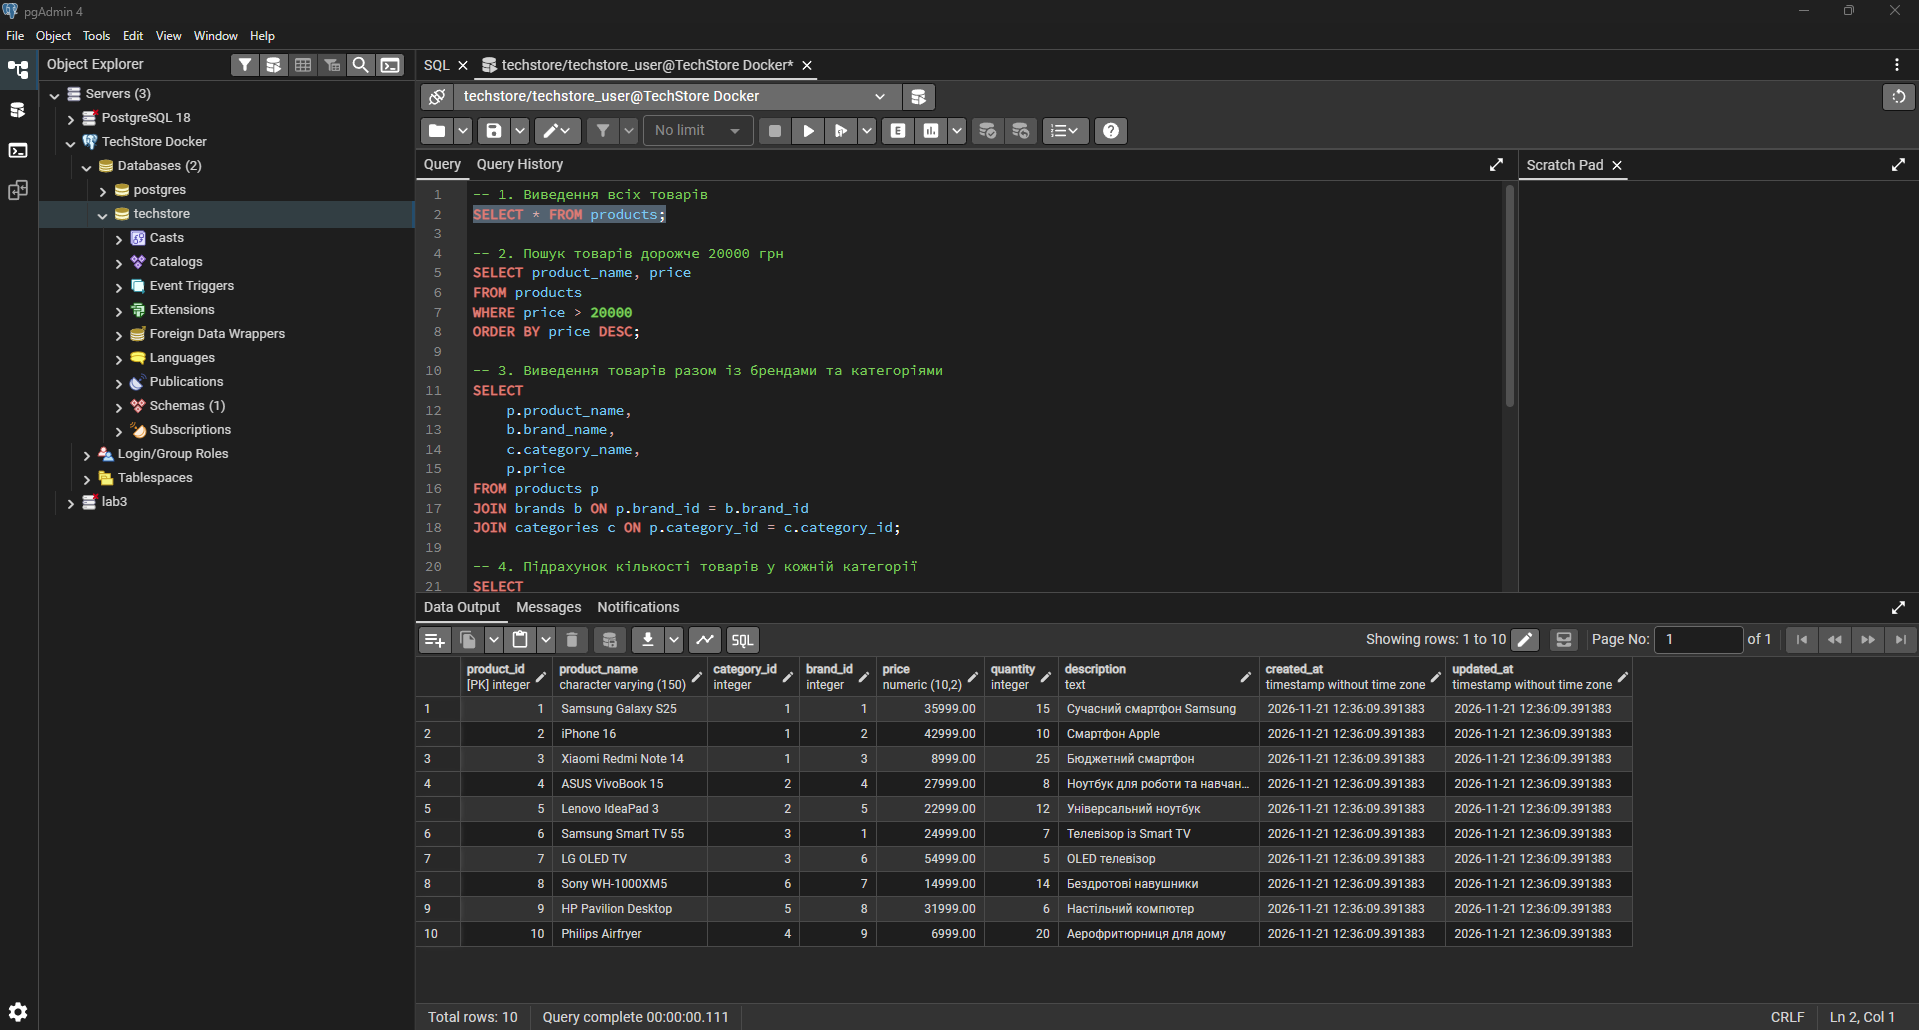 pgAdmin 4
File Object Tools Edit View Window Help
Object Explorer
Servers (3)
PostgreSQL 18
TechStore Docker
Databases (2)
postgres
techstore
Casts
Catalogs
Event Triggers
Extensions
Foreign Data Wrappers
Languages
Publications
Schemas (1)
Subscriptions
Login/Group Roles
Tablespaces
lab3
SQL techstore/techstore_user@TechStore Docker*
techstore/techstore_user@TechStore Docker
No limit
Query Query History
Scratch Pad
1 -- 1. Виведення всіх товарів
2 SELECT * FROM products;
3
4 -- 2. Пошук товарів дорожче 20000 грн
5 SELECT product_name, price
6 FROM products
7 WHERE price > 20000
8 ORDER BY price DESC;
9
10 -- 3. Виведення товарів разом із брендами та категоріями
11 SELECT
12 p.product_name,
13 b.brand_name,
14 c.category_name,
15 p.price
16 FROM products p
17 JOIN brands b ON p.brand_id = b.brand_id
18 JOIN categories c ON p.category_id = c.category_id;
19
20 -- 4. Підрахунок кількості товарів у кожній категорії
21 SELECT
Data Output Messages Notifications
SQL Showing rows: 1 to 10 Page No: 1 of 1
product_id product_name category_id brand_id price quantity description created_at updated_at
[PK] integer character varying (150) integer integer numeric (10,2) integer text timestamp without time zone timestamp without time zone
1 1 Samsung Galaxy S25 1 1 35999.00 15 Сучасний смартфон Samsung 2026-11-21 12:36:09.391383 2026-11-21 12:36:09.391383
2 2 iPhone 16 1 2 42999.00 10 Смартфон Apple 2026-11-21 12:36:09.391383 2026-11-21 12:36:09.391383
3 3 Xiaomi Redmi Note 14 1 3 8999.00 25 Бюджетний смартфон 2026-11-21 12:36:09.391383 2026-11-21 12:36:09.391383
4 4 ASUS VivoBook 15 2 4 27999.00 8 Ноутбук для роботи та навчан... 2026-11-21 12:36:09.391383 2026-11-21 12:36:09.391383
5 5 Lenovo IdeaPad 3 2 5 22999.00 12 Універсальний ноутбук 2026-11-21 12:36:09.391383 2026-11-21 12:36:09.391383
6 6 Samsung Smart TV 55 3 1 24999.00 7 Телевізор із Smart TV 2026-11-21 12:36:09.391383 2026-11-21 12:36:09.391383
7 7 LG OLED TV 3 6 54999.00 5 OLED телевізор 2026-11-21 12:36:09.391383 2026-11-21 12:36:09.391383
8 8 Sony WH-1000XM5 6 7 14999.00 14 Бездротові навушники 2026-11-21 12:36:09.391383 2026-11-21 12:36:09.391383
9 9 HP Pavilion Desktop 5 8 31999.00 6 Настільний компютер 2026-11-21 12:36:09.391383 2026-11-21 12:36:09.391383
10 10 Philips Airfryer 4 9 6999.00 20 Аерофритюрниця для дому 2026-11-21 12:36:09.391383 2026-11-21 12:36:09.391383
Total rows: 10 Query complete 00:00:00.111 CRLF Ln 2, Col 1